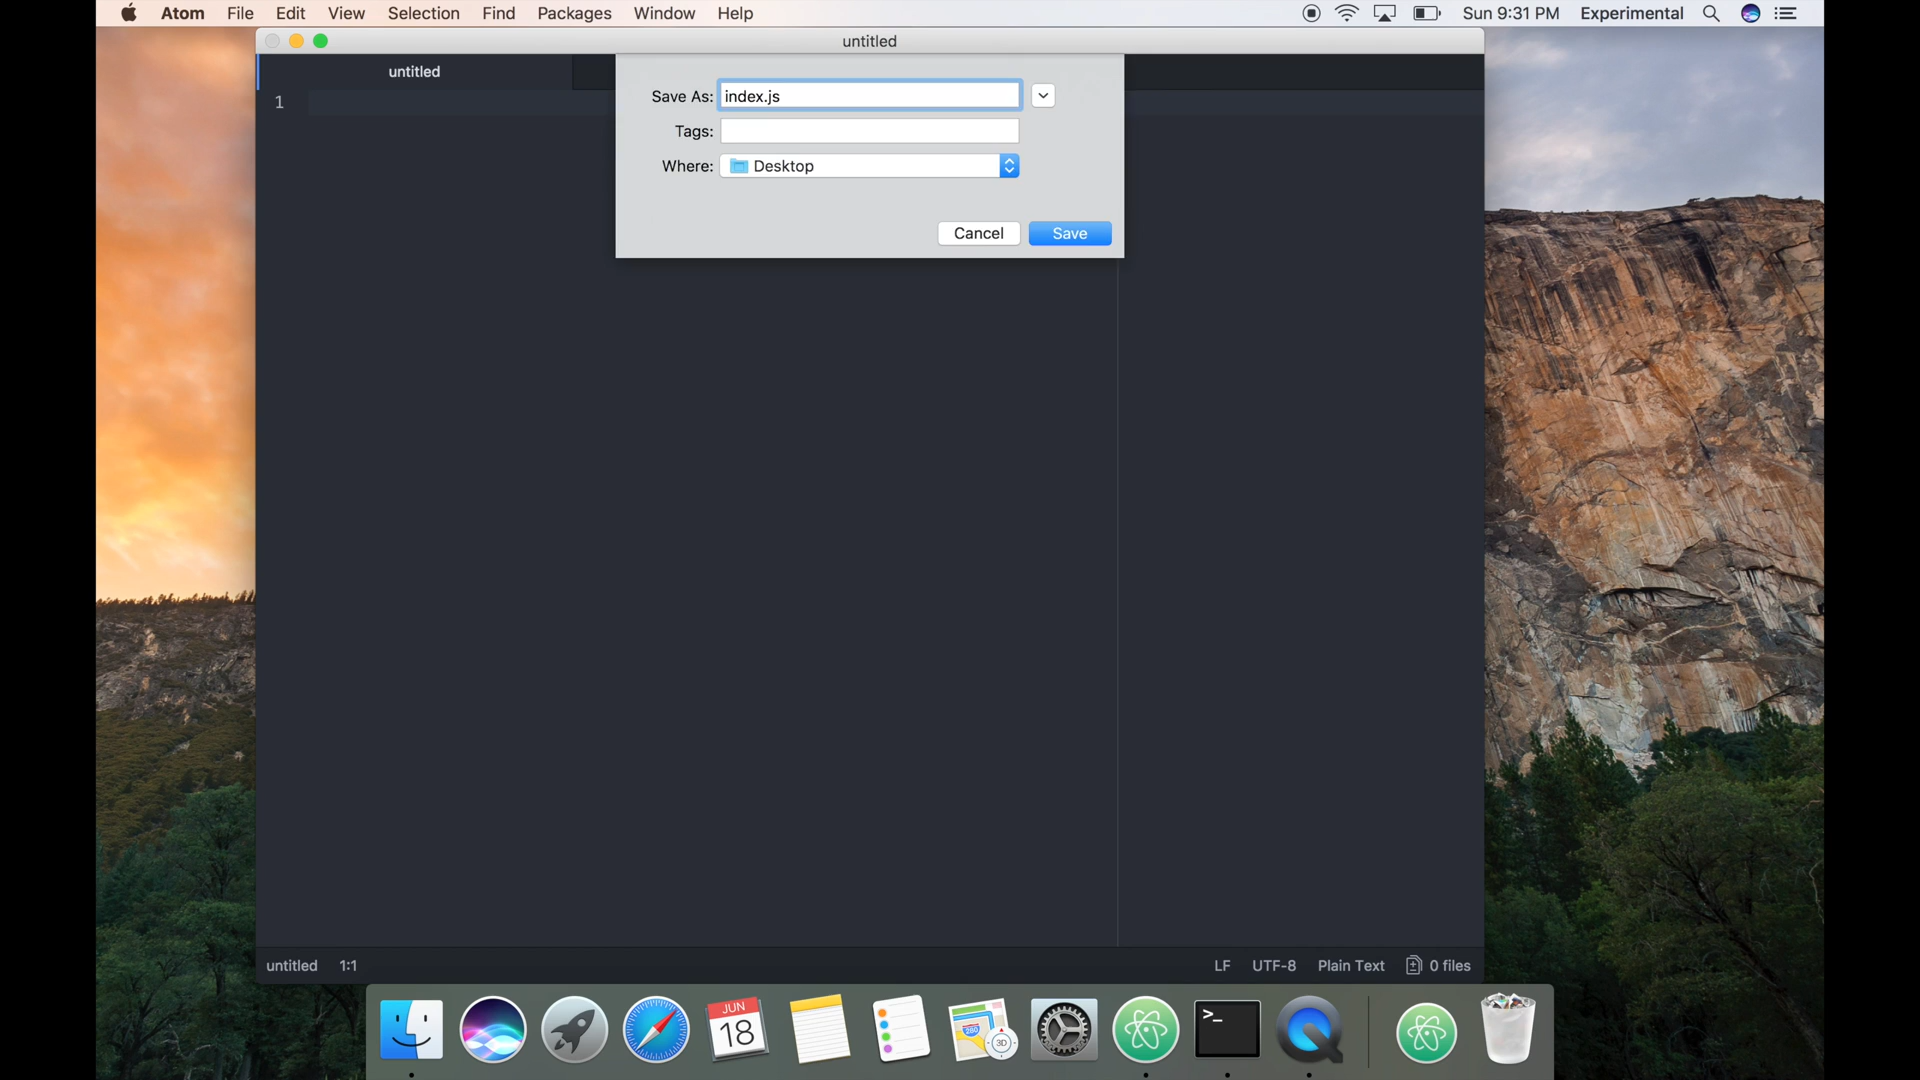 Atom File Edit View Selection Find Packages Window Help Sun 9:31 PM Experimental
untitled
untitled
1
Save As: index.js
Tags:
Where: Desktop
Cancel Save
untitled 1:1 LF UTF-8 Plain Text 0 files
JUN
18
280
3D
>_